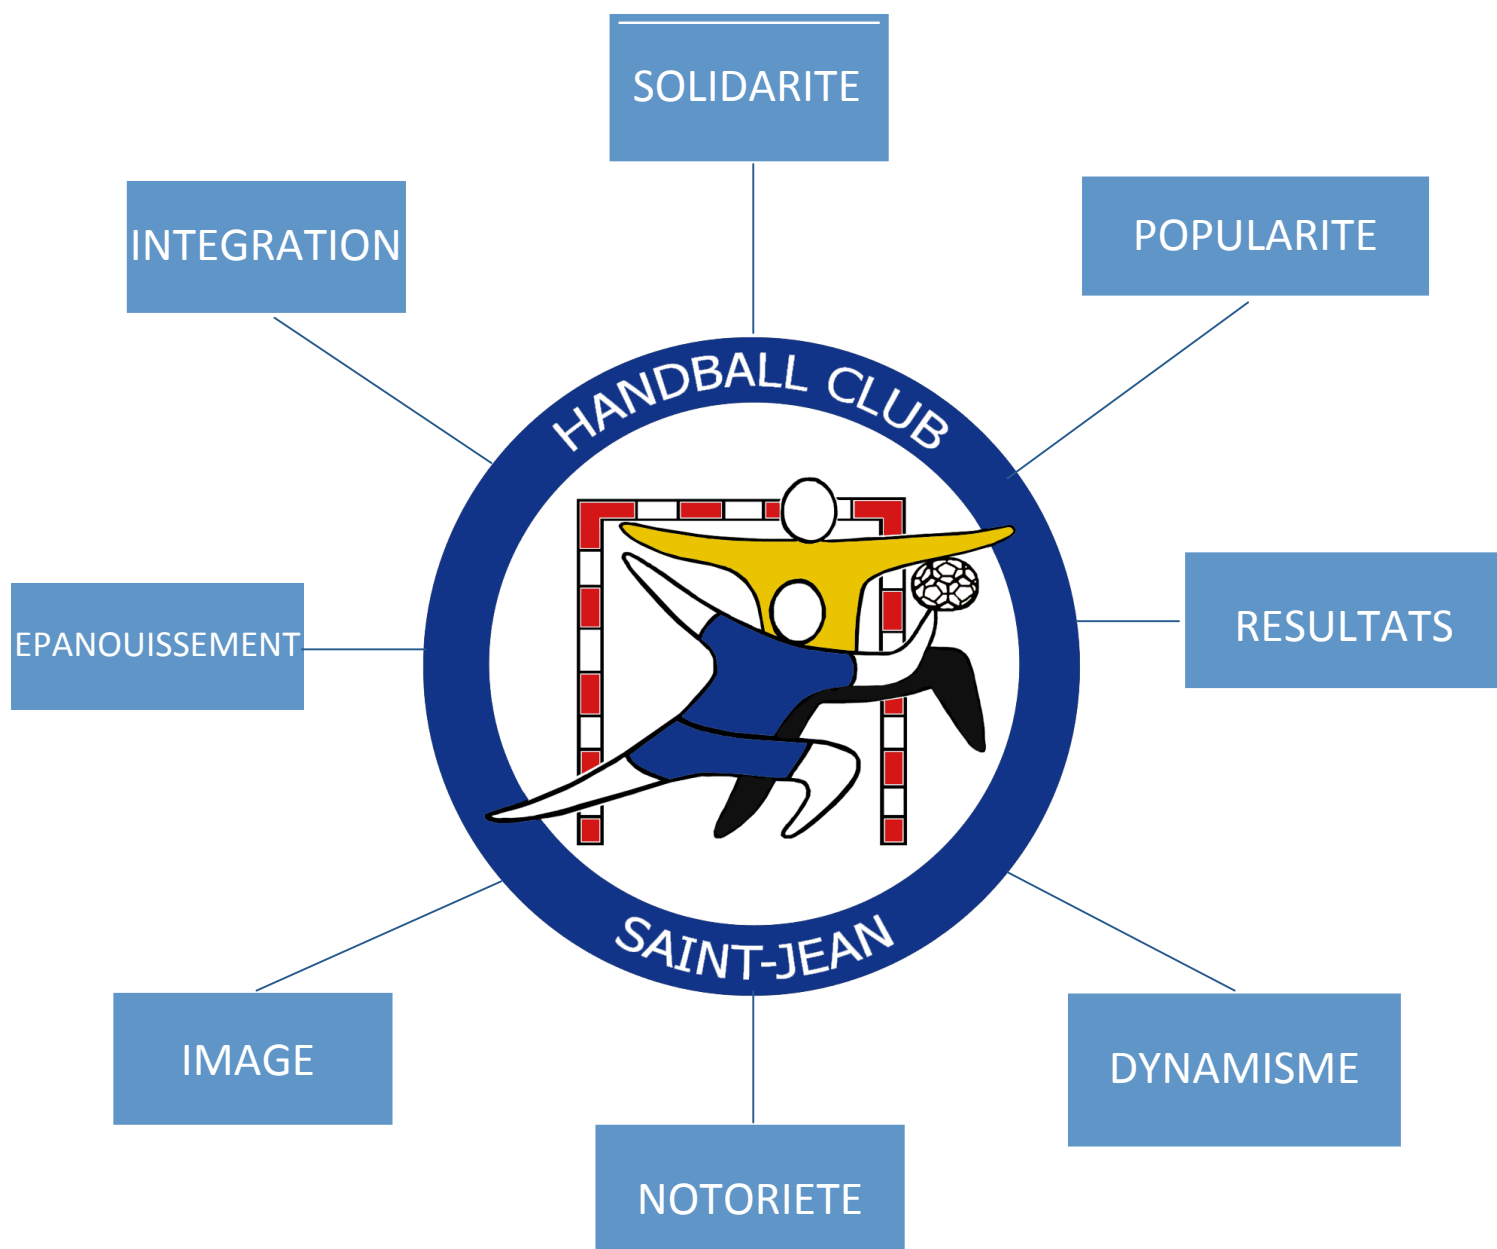 SOLIDARITE
INTEGRATION
POPULARITE
HANDBALL CLUB
EPANOUISSEMENT
RESULTATS
SAINT-JEAN
IMAGE
DYNAMISME
NOTORIETE